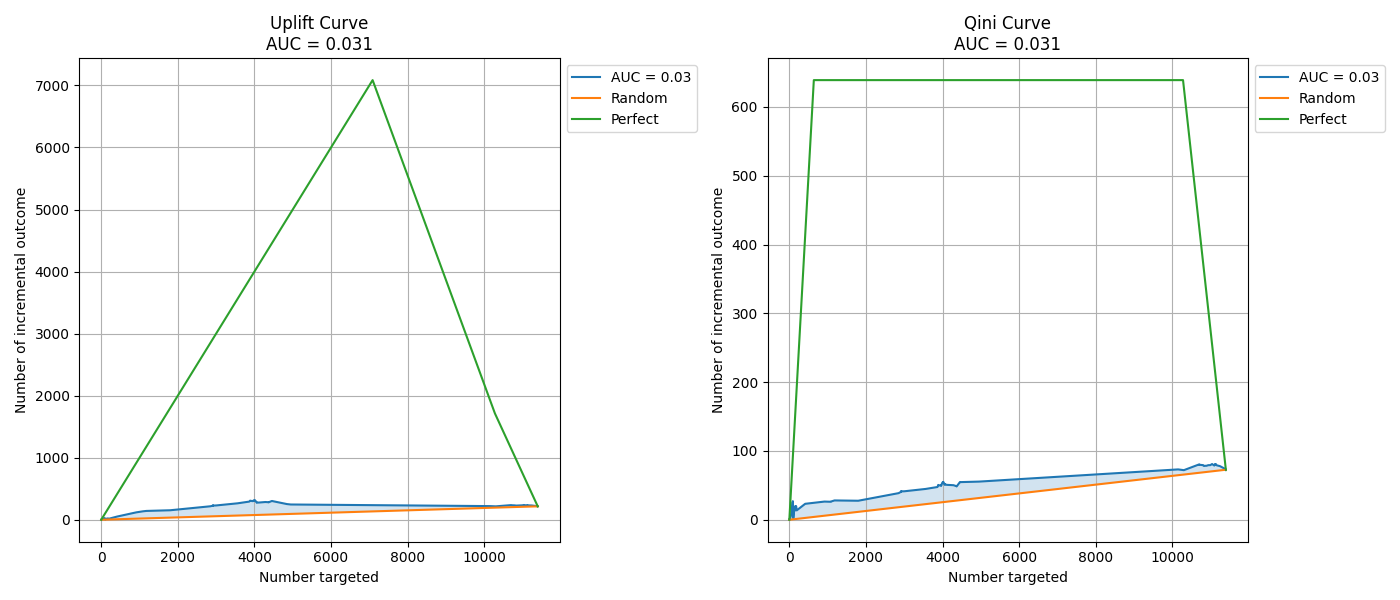 Uplift Curve
AUC = 0.031
Number of incremental outcome
7000
6000
5000
4000
3000
2000
1000
0
0 2000 4000 6000 8000 10000
Number targeted
AUC = 0.03
Random
Perfect
Qini Curve
AUC = 0.031
Number of incremental outcome
600
500
400
300
200
100
0
0 2000 4000 6000 8000 10000
Number targeted
AUC = 0.03
Random
Perfect